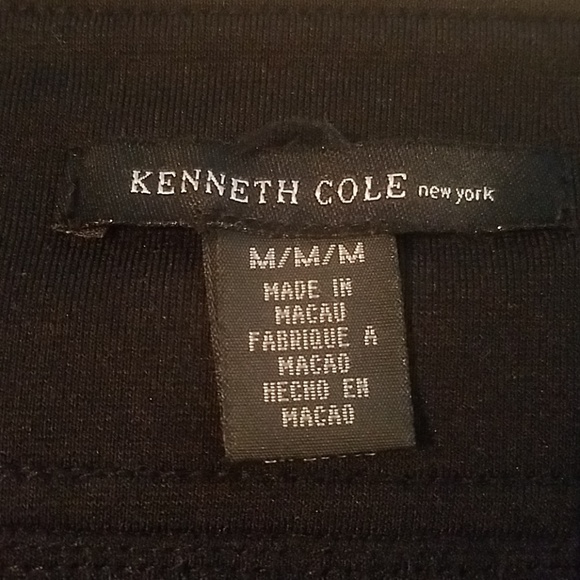 KENNETH COLE new york
M/M/M
MADE IN
MACAU
FABRIQUE A
MACAO
HECHO EN
MACAO